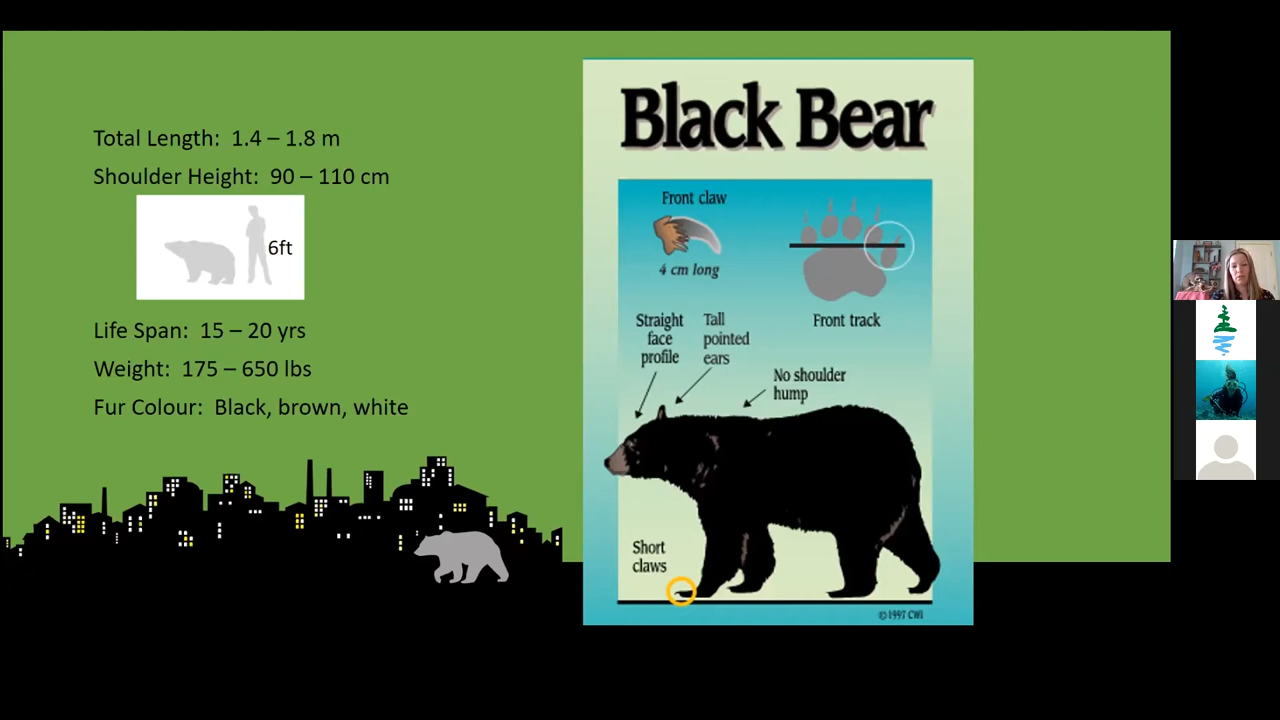 Total Length: 1.4 – 1.8 m
Shoulder Height: 90 – 110 cm
6ft
Life Span: 15 – 20 yrs
Weight: 175 – 650 lbs
Fur Colour: Black, brown, white
Black Bear
Front claw
4 cm long
Front track
Straight
face
profile
Tall
pointed
ears
No shoulder
hump
Short
claws
© 1997 CWI